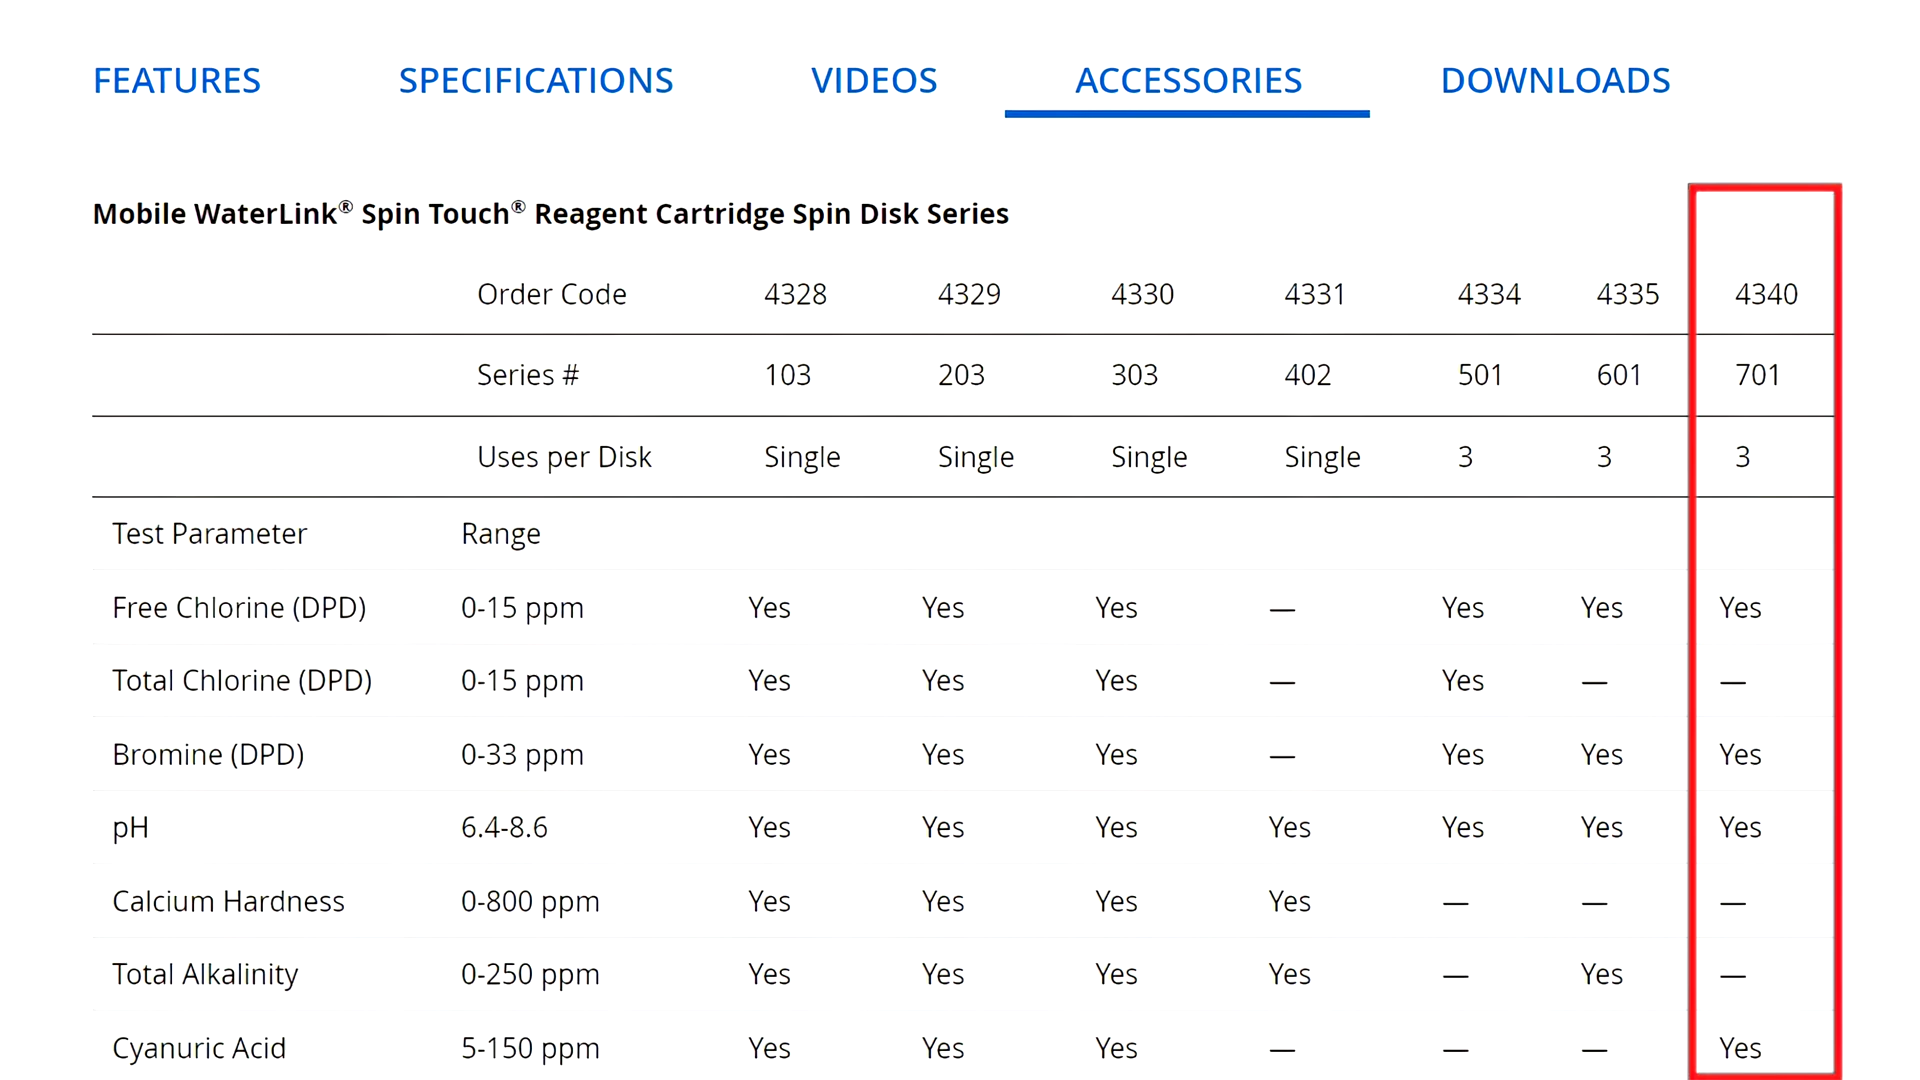 FEATURES SPECIFICATIONS VIDEOS ACCESSORIES DOWNLOADS
Mobile WaterLink® Spin Touch® Reagent Cartridge Spin Disk Series
Order Code 4328 4329 4330 4331 4334 4335 4340
Series # 103 203 303 402 501 601 701
Uses per Disk Single Single Single Single 3 3 3
Test Parameter Range
Free Chlorine (DPD) 0-15 ppm Yes Yes Yes — Yes Yes Yes
Total Chlorine (DPD) 0-15 ppm Yes Yes Yes — Yes — —
Bromine (DPD) 0-33 ppm Yes Yes Yes — Yes Yes Yes
pH 6.4-8.6 Yes Yes Yes Yes Yes Yes Yes
Calcium Hardness 0-800 ppm Yes Yes Yes Yes — — —
Total Alkalinity 0-250 ppm Yes Yes Yes Yes — Yes —
Cyanuric Acid 5-150 ppm Yes Yes Yes — — — Yes